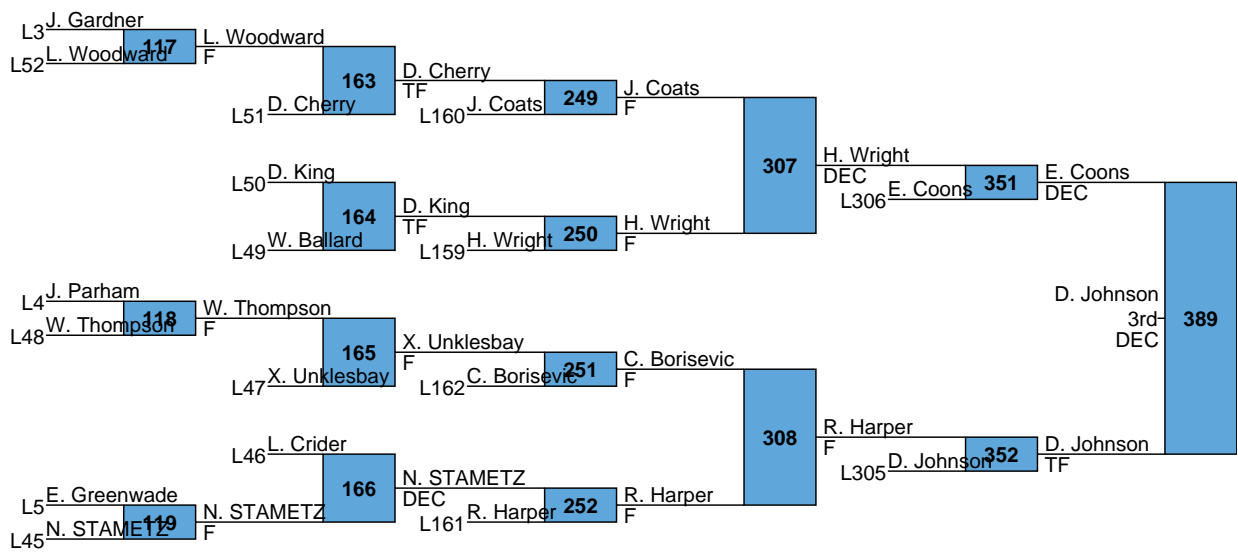 L3 J. Gardner
L52 L. Woodward
117
L. Woodward
F
L51 D. Cherry
163
D. Cherry
TF
L160 J. Coats
249
J. Coats
F
L50 D. King
L49 W. Ballard
164
D. King
TF
L159 H. Wright
250
H. Wright
F
307
H. Wright
DEC
L306 E. Coons
351
E. Coons
DEC
L4 J. Parham
L48 W. Thompson
118
W. Thompson
F
L47 X. Unklesbay
165
X. Unklesbay
F
L162 C. Borisevic
251
C. Borisevic
F
L46 L. Crider
L5 E. Greenwade
L45 N. STAMETZ
119
N. STAMETZ
F
166
N. STAMETZ
DEC
L161 R. Harper
252
R. Harper
F
308
R. Harper
F
L305 D. Johnson
352
D. Johnson
TF
389
D. Johnson
3rd
DEC